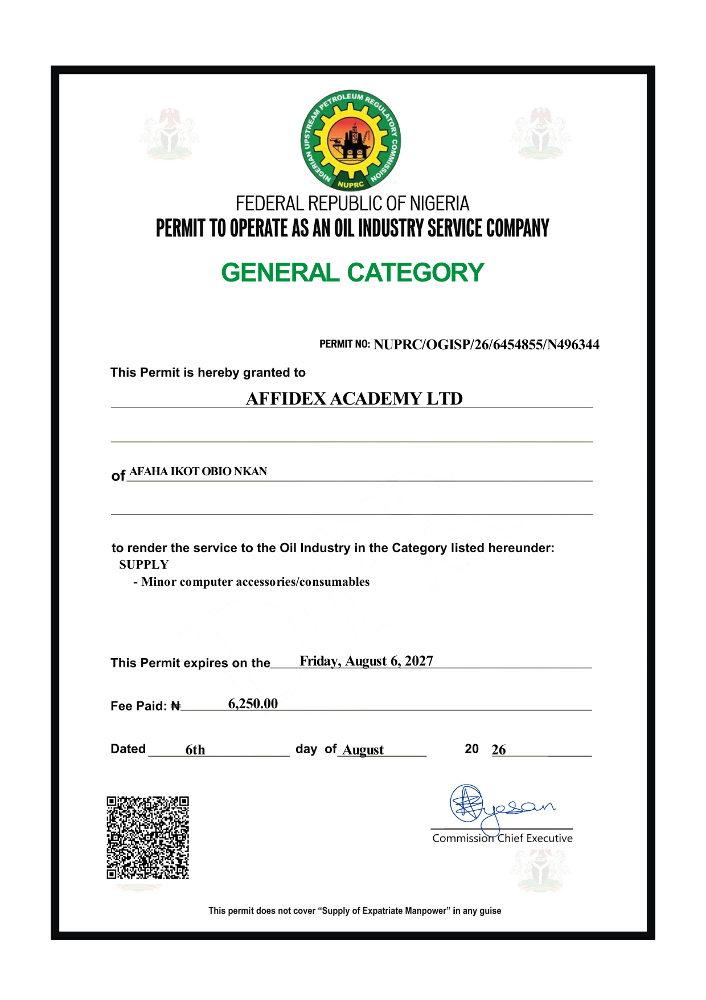 NIGERIAN UPSTREAM PETROLEUM REGULATORY COMMISSION
NUPRC
FEDERAL REPUBLIC OF NIGERIA
PERMIT TO OPERATE AS AN OIL INDUSTRY SERVICE COMPANY
GENERAL CATEGORY
PERMIT NO: NUPRC/OGISP/26/6454855/N496344
This Permit is hereby granted to
AFFIDEX ACADEMY LTD
of AFAHA IKOT OBIO NKAN
to render the service to the Oil Industry in the Category listed hereunder:
SUPPLY
- Minor computer accessories/consumables
This Permit expires on the Friday, August 6, 2027
Fee Paid: ₦ 6,250.00
Dated 6th day of August 20 26
Commission Chief Executive
This permit does not cover “Supply of Expatriate Manpower” in any guise